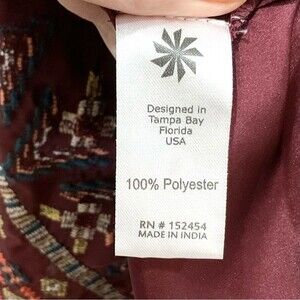 Designed in
Tampa Bay
Florida
USA
100% Polyester
RN # 152454
MADE IN INDIA